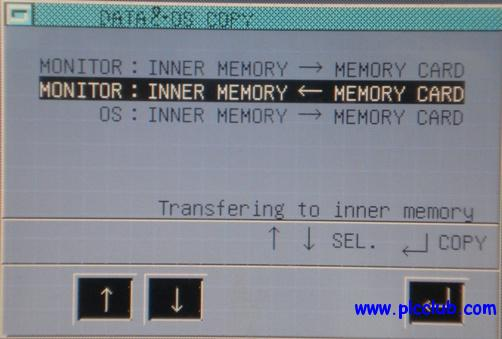 DATA&OS COPY
MONITOR : INNER MEMORY → MEMORY CARD
MONITOR : INNER MEMORY ← MEMORY CARD
OS : INNER MEMORY → MEMORY CARD
Transfering to inner memory
↑ ↓ SEL. ↵ COPY
↑ ↓ ↵
www.plcclub.com